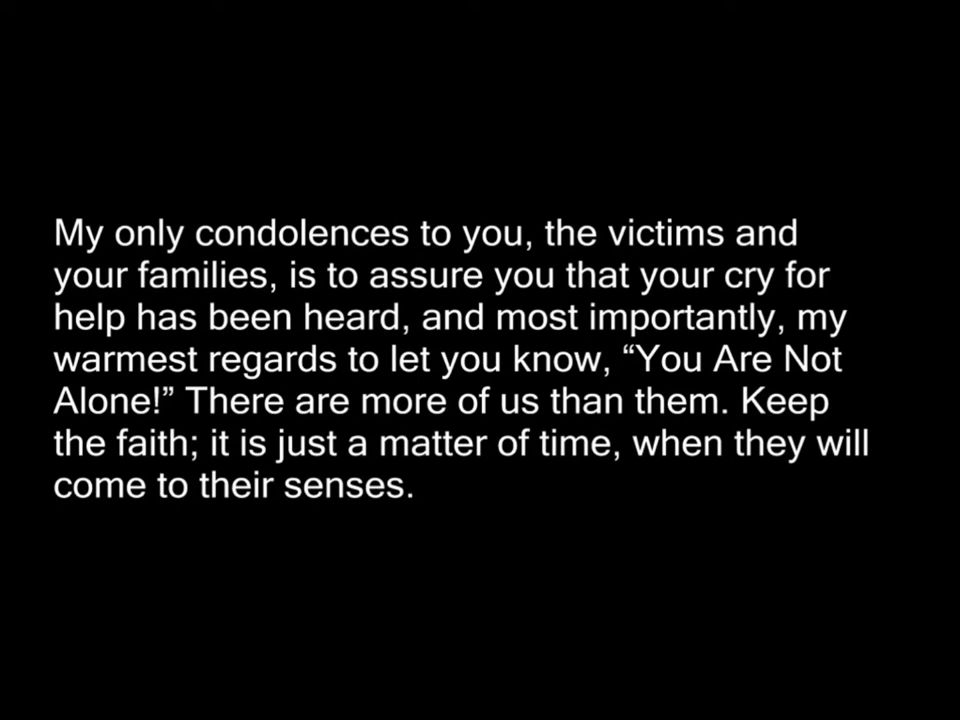 My only condolences to you, the victims and
your families, is to assure you that your cry for
help has been heard, and most importantly, my
warmest regards to let you know, “You Are Not
Alone!” There are more of us than them. Keep
the faith; it is just a matter of time, when they will
come to their senses.